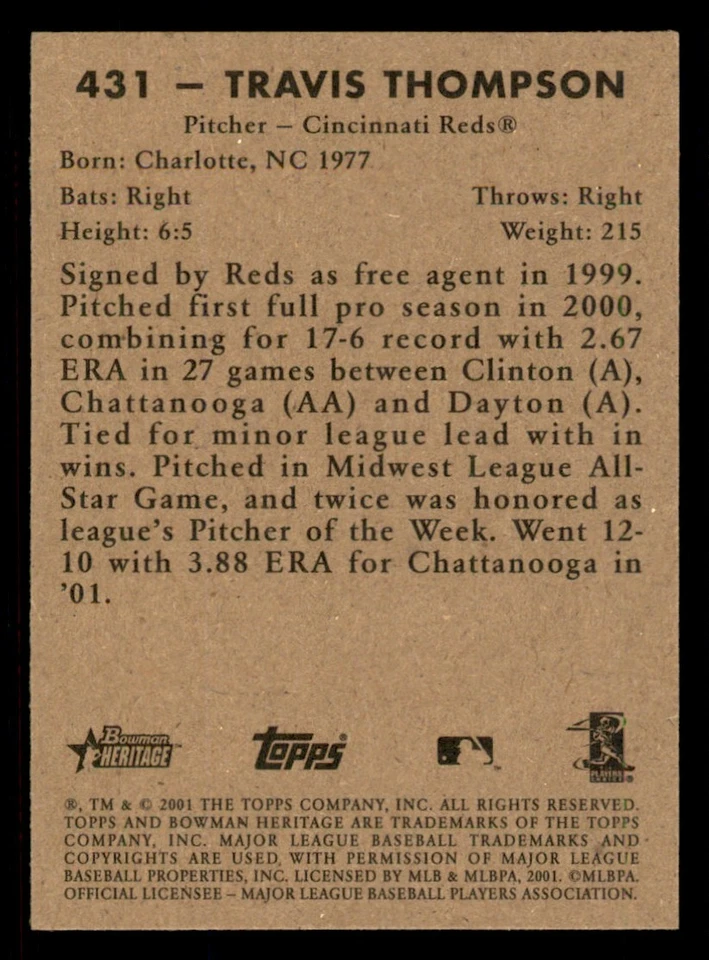 431 – TRAVIS THOMPSON
Pitcher – Cincinnati Reds®
Born: Charlotte, NC 1977
Bats: Right Throws: Right
Height: 6:5 Weight: 215
Signed by Reds as free agent in 1999.
Pitched first full pro season in 2000,
combining for 17-6 record with 2.67
ERA in 27 games between Clinton (A),
Chattanooga (AA) and Dayton (A).
Tied for minor league lead with in
wins. Pitched in Midwest League All-
Star Game, and twice was honored as
league's Pitcher of the Week. Went 12-
10 with 3.88 ERA for Chattanooga in
'01.
Bowman
HERITAGE
Topps
®, TM & © 2001 THE TOPPS COMPANY, INC. ALL RIGHTS RESERVED.
TOPPS AND BOWMAN HERITAGE ARE TRADEMARKS OF THE TOPPS
COMPANY, INC. MAJOR LEAGUE BASEBALL TRADEMARKS AND
COPYRIGHTS ARE USED WITH PERMISSION OF MAJOR LEAGUE
BASEBALL PROPERTIES, INC. LICENSED BY MLB & MLBPA, 2001. ©MLBPA.
OFFICIAL LICENSEE – MAJOR LEAGUE BASEBALL PLAYERS ASSOCIATION.